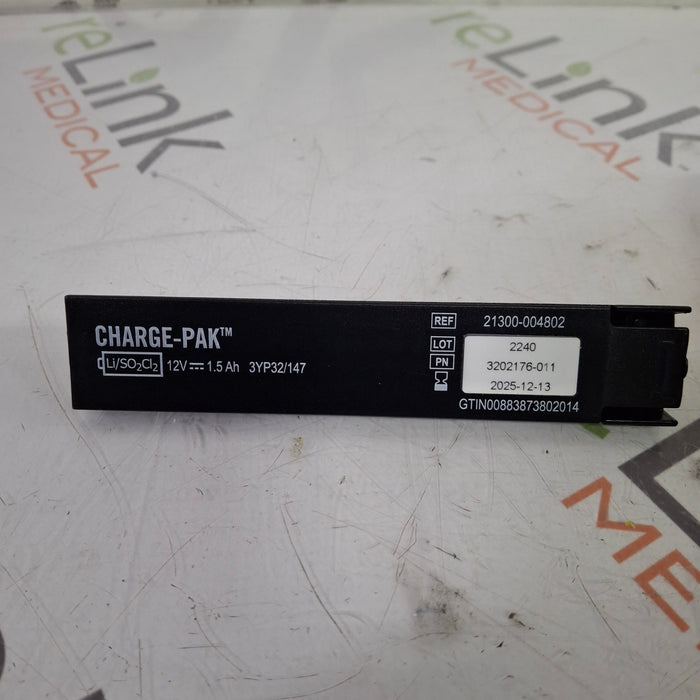 reLink
MEDICAL
reLink
MEDICAL
CHARGE-PAK™
Li/SO2Cl2 12V 1.5 Ah 3YP32/147
REF 21300-004802
LOT 2240
PN 3202176-011
2025-12-13
GTIN00883873802014